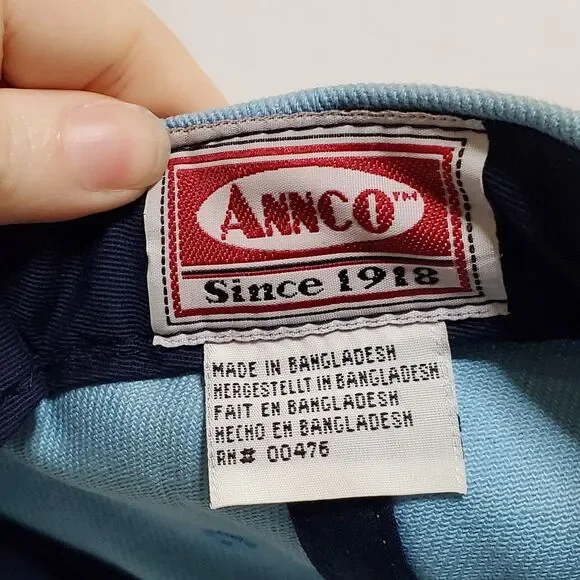 ANNCO™
Since 1918
MADE IN BANGLADESH
HERGESTELLT IN BANGLADESH
FAIT EN BANGLADESH
HECHO EN BANGLADESH
RN# 00476